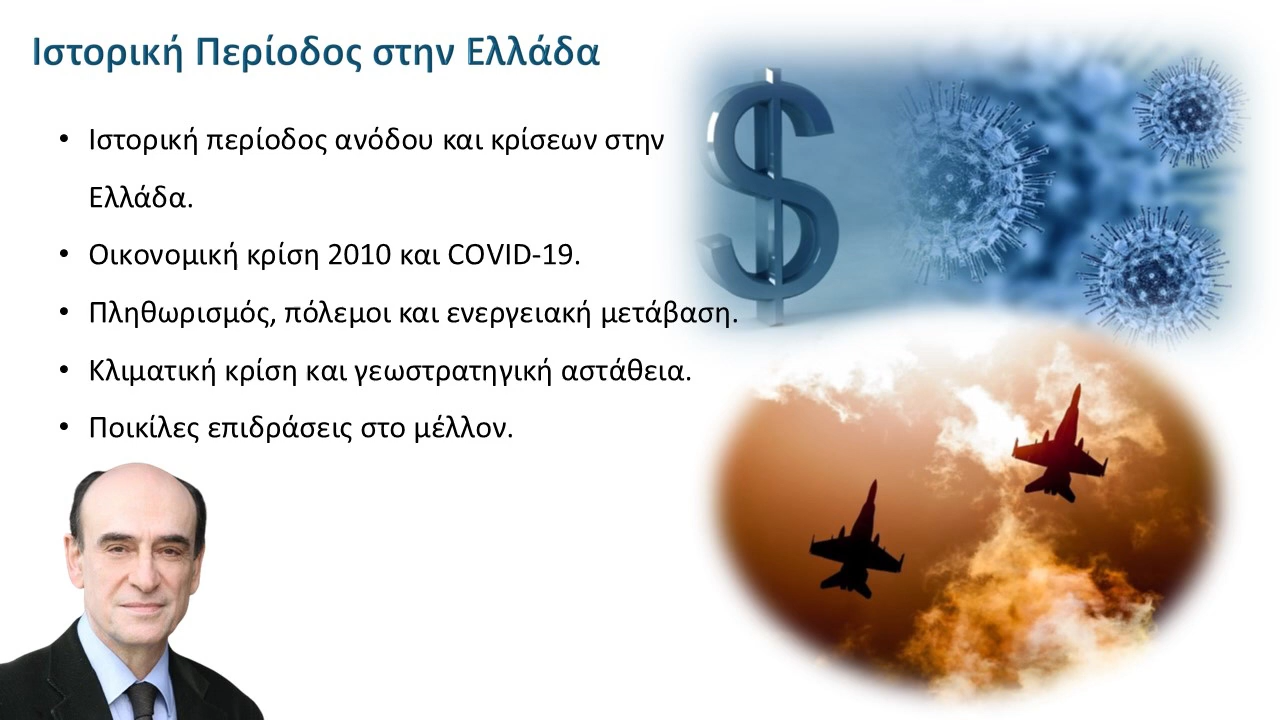 Ιστορική Περίοδος στην Ελλάδα
• Ιστορική περίοδος ανόδου και κρίσεων στην
Ελλάδα.
• Οικονομική κρίση 2010 και COVID-19.
• Πληθωρισμός, πόλεμοι και ενεργειακή μετάβαση.
• Κλιματική κρίση και γεωστρατηγική αστάθεια.
• Ποικίλες επιδράσεις στο μέλλον.
$